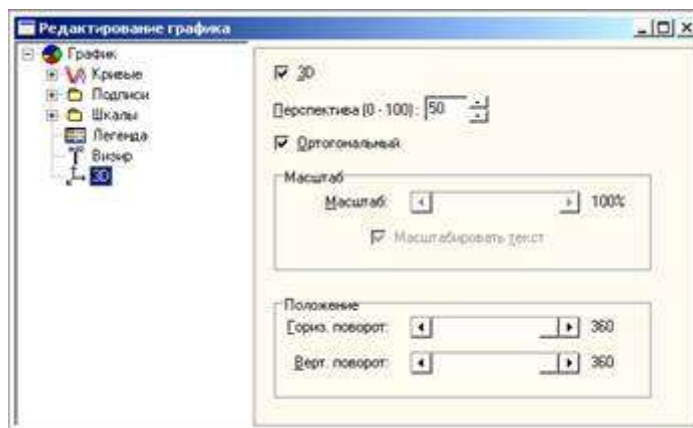 Редактирование графика
График
Кривые
Подписи
Шкалы
Легенда
Визир
3D
3D
Перспектива (0 - 100): 50
Ортогональный
Масштаб
Масштаб: 100%
Масштабировать текст
Положение
Гориз. поворот: 360
Верт. поворот: 360